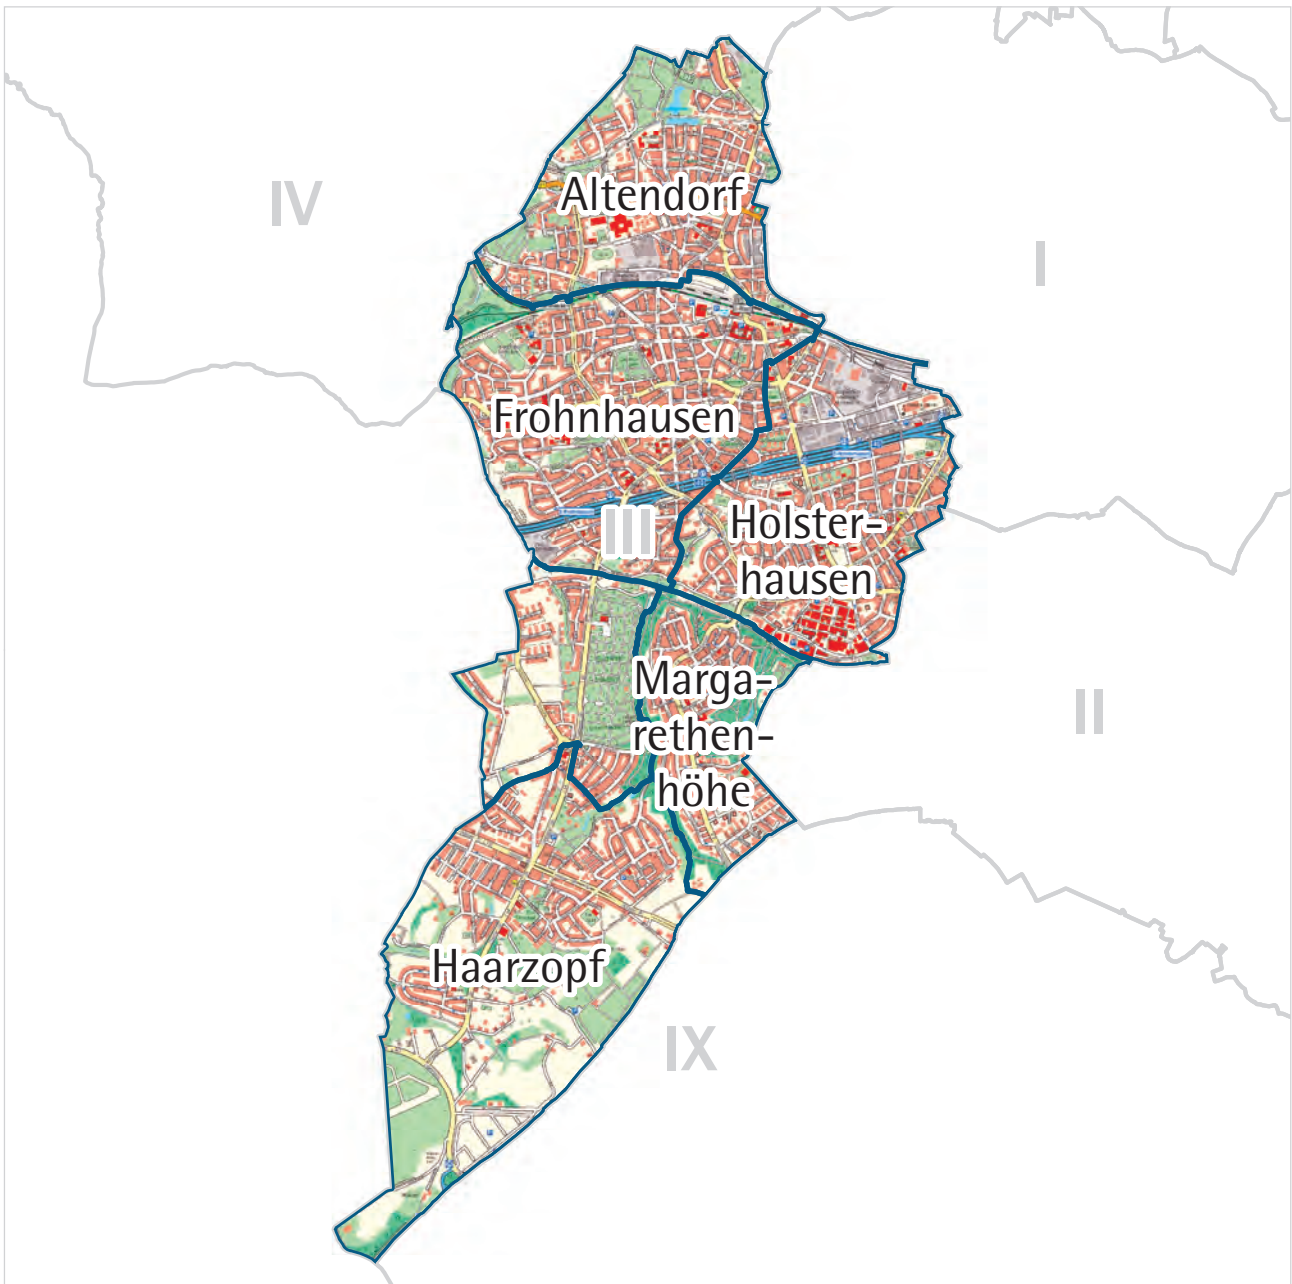 Altendorf
IV
I
Frohnhausen
III
Holster-
hausen
Marga-
rethen-
höhe
II
Haarzopf
IX